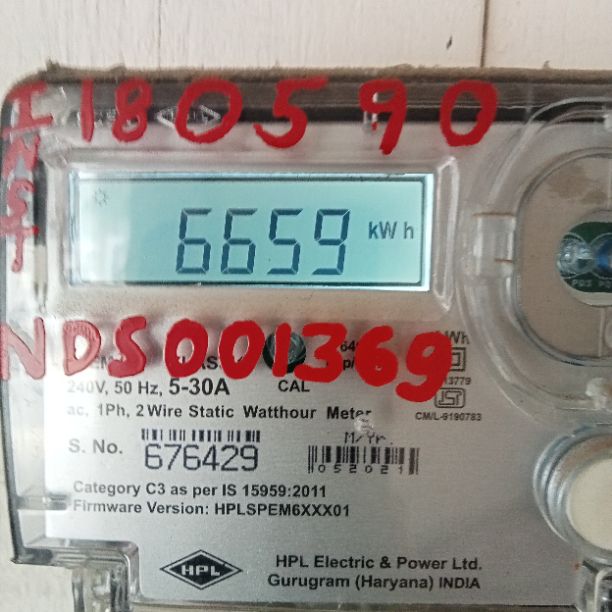 I180590
INST
6659 kWh
NDS001369
240V, 50 Hz, 5-30A
CAL
ac, 1Ph, 2 Wire Static Watthour Meter
CM/L-9190783
S. No. 676429
M/Yr.
052021
Category C3 as per IS 15959:2011
Firmware Version: HPLSPEM6XXX01
HPL
HPL Electric & Power Ltd.
Gurugram (Haryana) INDIA